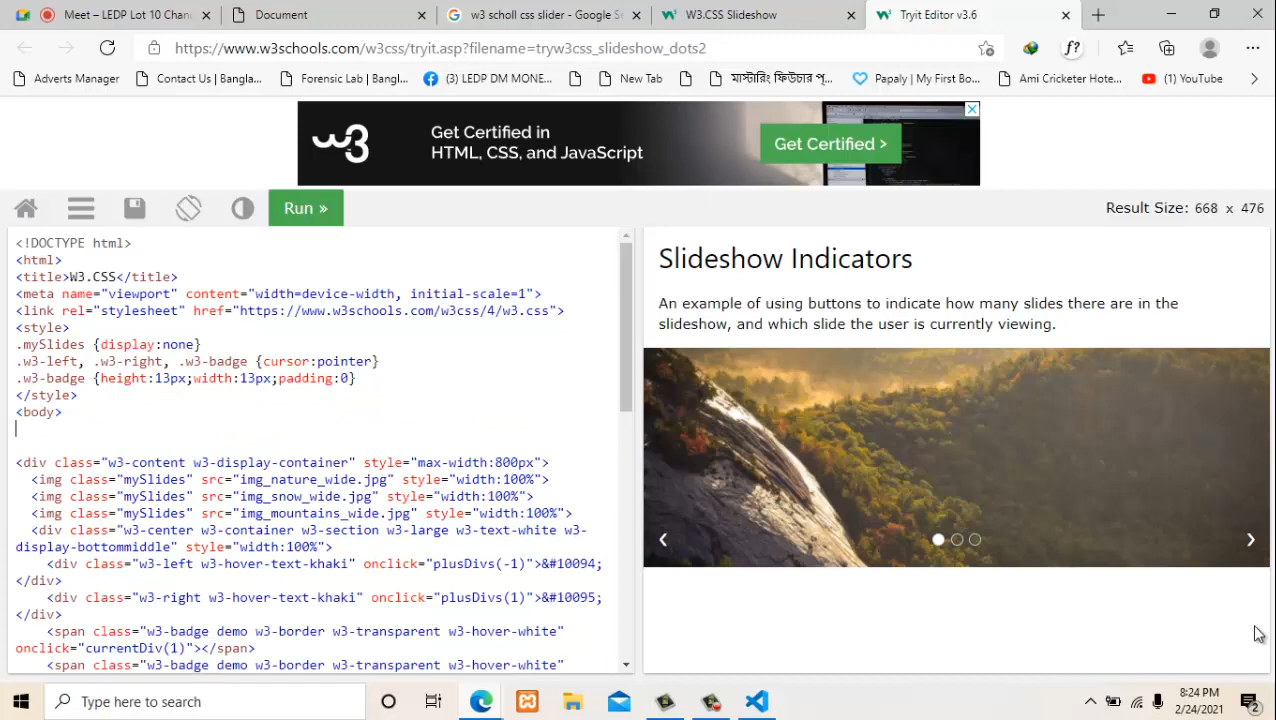 Meet – LEDP Lot 10 Chanc
Document
w3 scholl css slider - Google Se
W3.CSS Slideshow
Tryit Editor v3.6
https://www.w3schools.com/w3css/tryit.asp?filename=tryw3css_slideshow_dots2
Adverts Manager
Contact Us | Bangla...
Forensic Lab | Bangl...
(3) LEDP DM MONE...
New Tab
মাস্টারিং ফিউচার প্...
Papaly | My First Bo...
Ami Cricketer Hote...
(1) YouTube
w3
Get Certified in
HTML, CSS, and JavaScript
Get Certified >
Run »
Result Size: 668 x 476
<!DOCTYPE html>
<html>
<title>W3.CSS</title>
<meta name="viewport" content="width=device-width, initial-scale=1">
<link rel="stylesheet" href="https://www.w3schools.com/w3css/4/w3.css">
<style>
.mySlides {display:none}
.w3-left, .w3-right, .w3-badge {cursor:pointer}
.w3-badge {height:13px;width:13px;padding:0}
</style>
<body>
<div class="w3-content w3-display-container" style="max-width:800px">
<img class="mySlides" src="img_nature_wide.jpg" style="width:100%">
<img class="mySlides" src="img_snow_wide.jpg" style="width:100%">
<img class="mySlides" src="img_mountains_wide.jpg" style="width:100%">
<div class="w3-center w3-container w3-section w3-large w3-text-white w3-
display-bottommiddle" style="width:100%">
<div class="w3-left w3-hover-text-khaki" onclick="plusDivs(-1)">&#10094;
</div>
<div class="w3-right w3-hover-text-khaki" onclick="plusDivs(1)">&#10095;
</div>
<span class="w3-badge demo w3-border w3-transparent w3-hover-white"
onclick="currentDiv(1)"></span>
<span class="w3-badge demo w3-border w3-transparent w3-hover-white"
Slideshow Indicators
An example of using buttons to indicate how many slides there are in the
slideshow, and which slide the user is currently viewing.
❮
❯
Type here to search
8:24 PM
2/24/2021
2